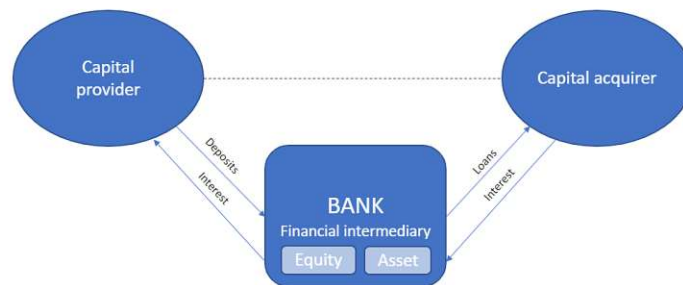 Capital
provider
Capital acquirer
Deposits
Interest
Loans
Interest
BANK
Financial intermediary
Equity
Asset